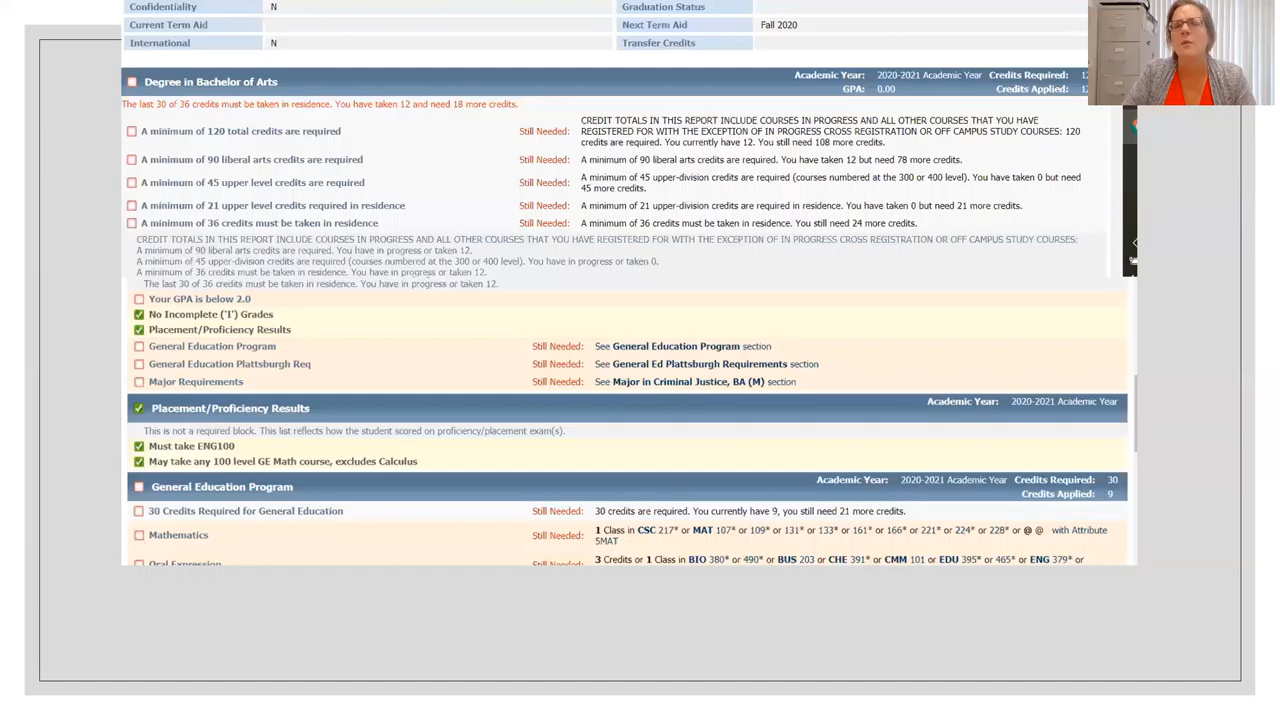 Confidentiality N Graduation Status
Current Term Aid Next Term Aid Fall 2020
International N Transfer Credits
Degree in Bachelor of Arts Academic Year: 2020-2021 Academic Year Credits Required:
GPA: 0.00 Credits Applied:
The last 30 of 36 credits must be taken in residence. You have taken 12 and need 18 more credits.
A minimum of 120 total credits are required Still Needed: CREDIT TOTALS IN THIS REPORT INCLUDE COURSES IN PROGRESS AND ALL OTHER COURSES THAT YOU HAVE
REGISTERED FOR WITH THE EXCEPTION OF IN PROGRESS CROSS REGISTRATION OR OFF CAMPUS STUDY COURSES: 120
credits are required. You currently have 12. You still need 108 more credits.
A minimum of 90 liberal arts credits are required Still Needed: A minimum of 90 liberal arts credits are required. You have taken 12 but need 78 more credits.
A minimum of 45 upper level credits are required Still Needed: A minimum of 45 upper-division credits are required (courses numbered at the 300 or 400 level). You have taken 0 but need
45 more credits.
A minimum of 21 upper level credits required in residence Still Needed: A minimum of 21 upper-division credits are required in residence. You have taken 0 but need 21 more credits.
A minimum of 36 credits must be taken in residence Still Needed: A minimum of 36 credits must be taken in residence. You still need 24 more credits.
CREDIT TOTALS IN THIS REPORT INCLUDE COURSES IN PROGRESS AND ALL OTHER COURSES THAT YOU HAVE REGISTERED FOR WITH THE EXCEPTION OF IN PROGRESS CROSS REGISTRATION OR OFF CAMPUS STUDY COURSES:
A minimum of 90 liberal arts credits are required. You have in progress or taken 12.
A minimum of 45 upper-division credits are required (courses numbered at the 300 or 400 level). You have in progress or taken 0.
A minimum of 36 credits must be taken in residence. You have in progress or taken 12.
The last 30 of 36 credits must be taken in residence. You have in progress or taken 12.
Your GPA is below 2.0
No Incomplete ('I') Grades
Placement/Proficiency Results
General Education Program Still Needed: See General Education Program section
General Education Plattsburgh Req Still Needed: See General Ed Plattsburgh Requirements section
Major Requirements Still Needed: See Major in Criminal Justice, BA (M) section
Placement/Proficiency Results Academic Year: 2020-2021 Academic Year
This is not a required block. This list reflects how the student scored on proficiency/placement exam(s).
Must take ENG100
May take any 100 level GE Math course, excludes Calculus
General Education Program Academic Year: 2020-2021 Academic Year Credits Required: 30
Credits Applied: 9
30 Credits Required for General Education Still Needed: 30 credits are required. You currently have 9, you still need 21 more credits.
Mathematics Still Needed: 1 Class in CSC 217* or MAT 107* or 109* or 131* or 133* or 161* or 166* or 221* or 224* or 228* or @ @ with Attribute
5MAT
Oral Expression Still Needed: 3 Credits or 1 Class in BIO 380* or 490* or BUS 203 or CHE 391* or CMM 101 or EDU 395* or 465* or ENG 379* or